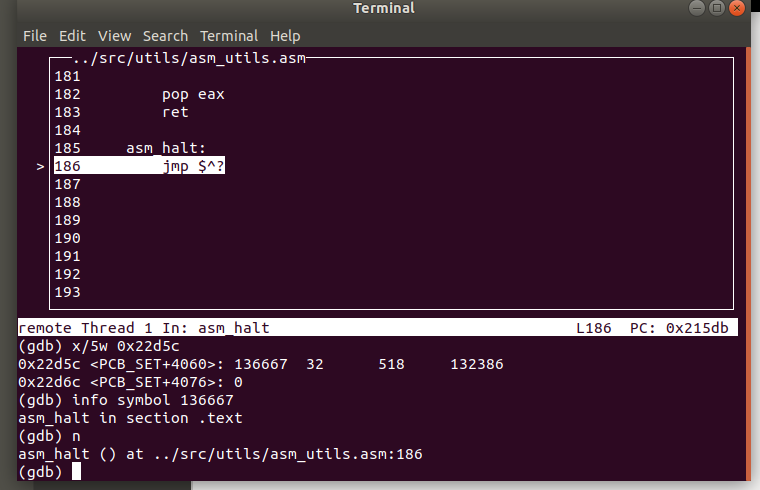 Terminal
File Edit View Search Terminal Help
../src/utils/asm_utils.asm
181
182 pop eax
183 ret
184
185 asm_halt:
> 186 jmp $^?
187
188
189
190
191
192
193
remote Thread 1 In: asm_halt L186 PC: 0x215db
(gdb) x/5w 0x22d5c
0x22d5c <PCB_SET+4060>: 136667 32 518 132386
0x22d6c <PCB_SET+4076>: 0
(gdb) info symbol 136667
asm_halt in section .text
(gdb) n
asm_halt () at ../src/utils/asm_utils.asm:186
(gdb)